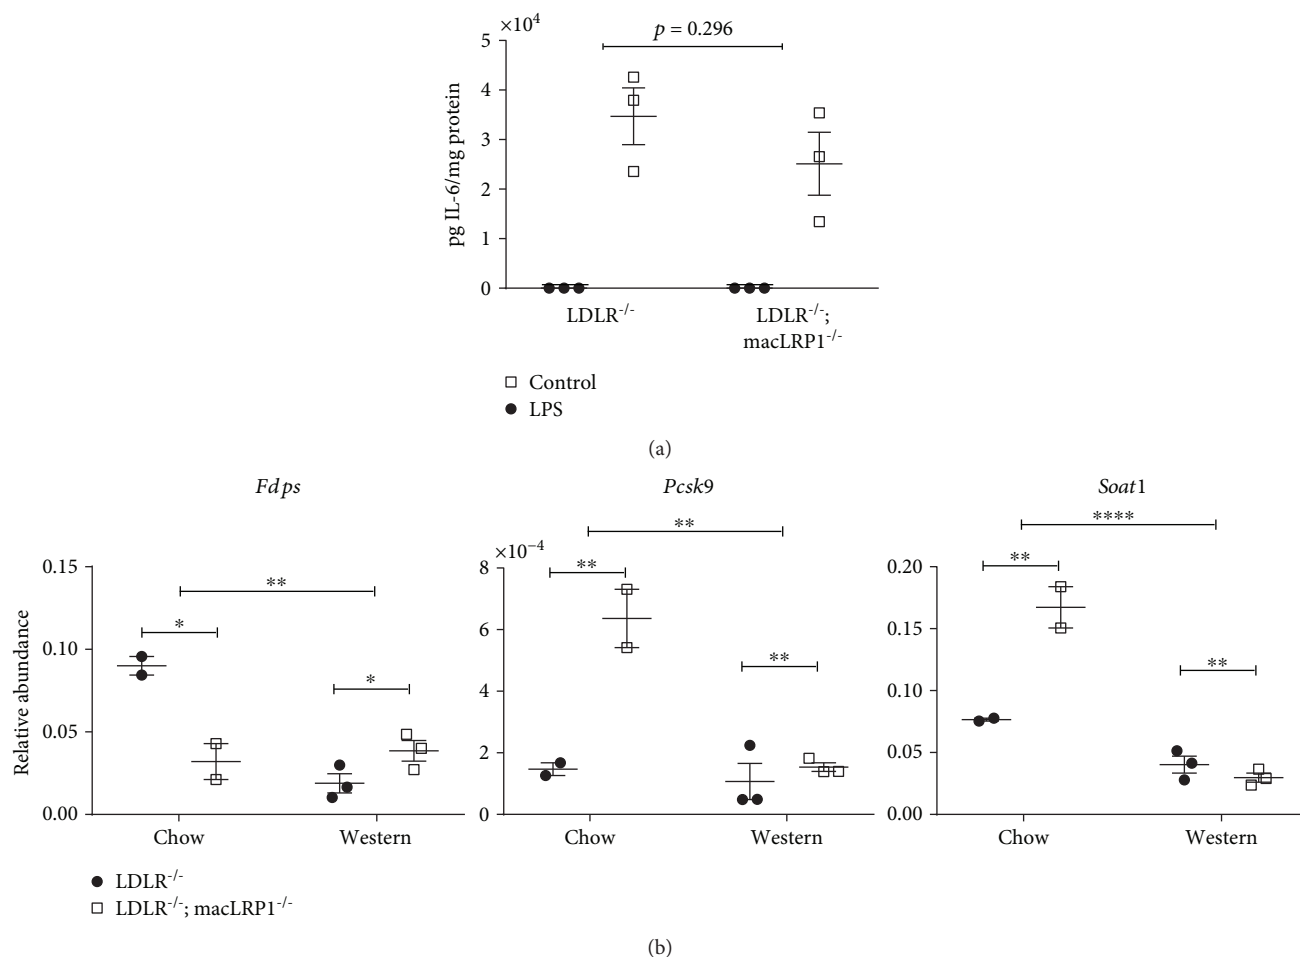 ×10⁴
p = 0.296
5
4
3
2
1
0
pg IL-6/mg protein
LDLR⁻/⁻
LDLR⁻/⁻;
macLRP1⁻/⁻
Control
LPS
(a)
Fdps
Relative abundance
0.15
0.10
0.05
0.00
**
*
*
Chow
Western
Pcsk9
×10⁻⁴
8
6
4
2
0
**
**
**
Chow
Western
Soat1
0.20
0.15
0.10
0.05
0.00
****
**
**
Chow
Western
LDLR⁻/⁻
LDLR⁻/⁻; macLRP1⁻/⁻
(b)